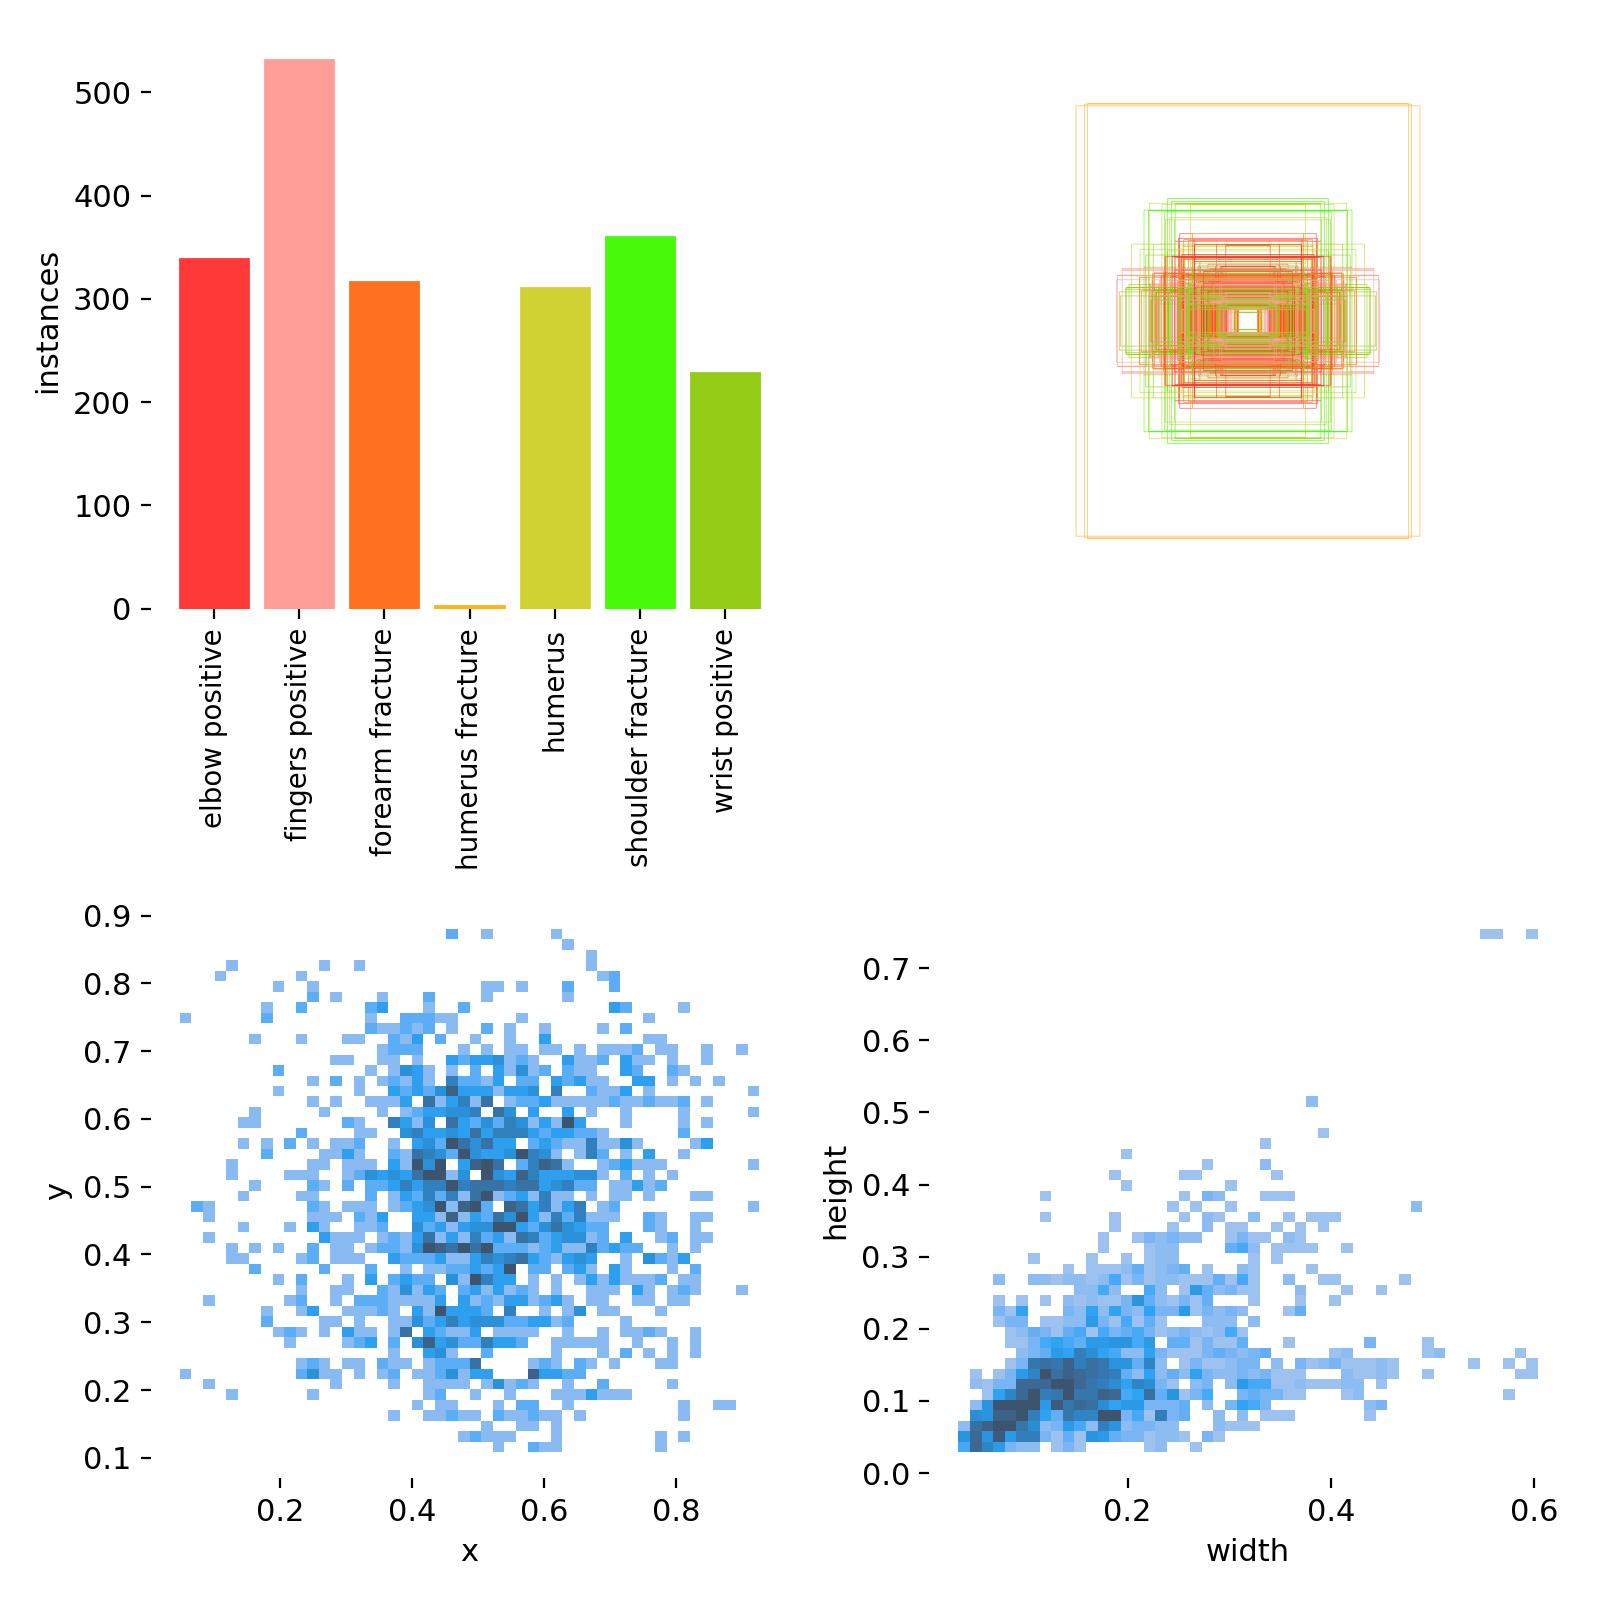 500
400
300
200
100
0
instances
elbow positive
fingers positive
forearm fracture
humerus fracture
humerus
shoulder fracture
wrist positive
0.9
0.8
0.7
0.6
0.5
0.4
0.3
0.2
0.1
y
0.2 0.4 0.6 0.8
x
0.7
0.6
0.5
0.4
0.3
0.2
0.1
0.0
height
0.2 0.4 0.6
width